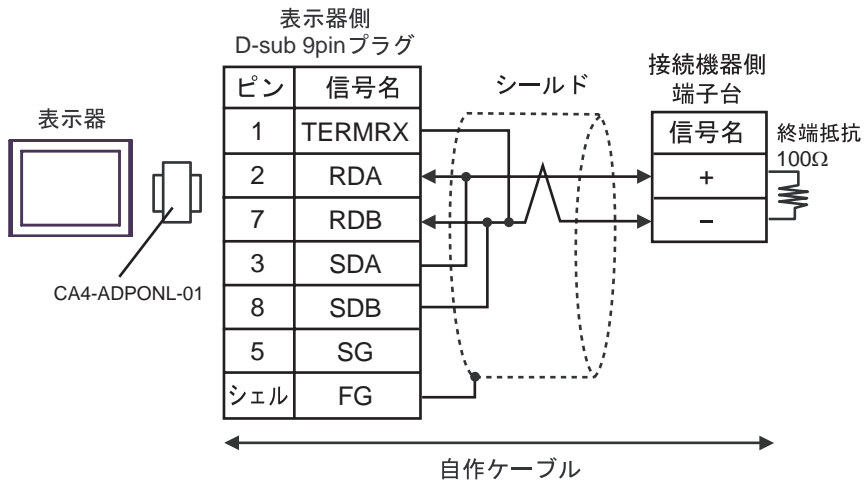 表示器側
D-sub 9pinプラグ
ピン 信号名
1 TERMRX
2 RDA
7 RDB
3 SDA
8 SDB
5 SG
シェル FG
表示器
CA4-ADPONL-01
シールド
接続機器側
端子台
信号名
+
−
終端抵抗
100Ω
自作ケーブル